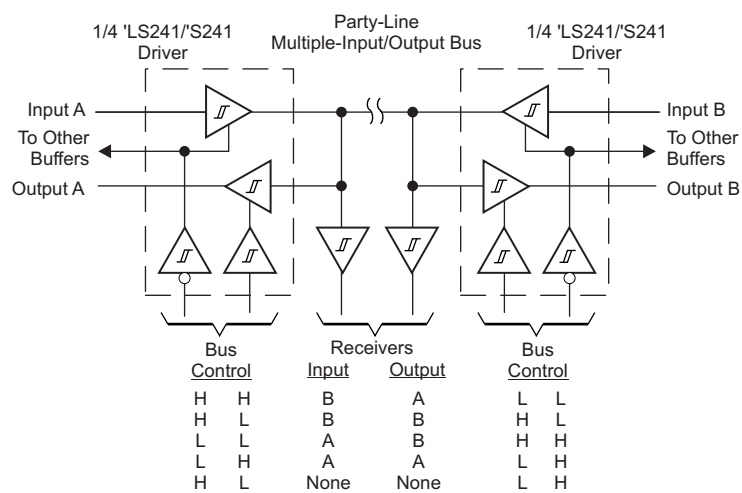 1/4 'LS241/'S241
Driver
Party-Line
Multiple-Input/Output Bus
1/4 'LS241/'S241
Driver
Input A
Input B
To Other
Buffers
To Other
Buffers
Output A
Output B
Bus
Control
Receivers
Input Output
Bus
Control
H H B A L L
H L B B H L
L L A B H H
L H A A L H
H L None None L H